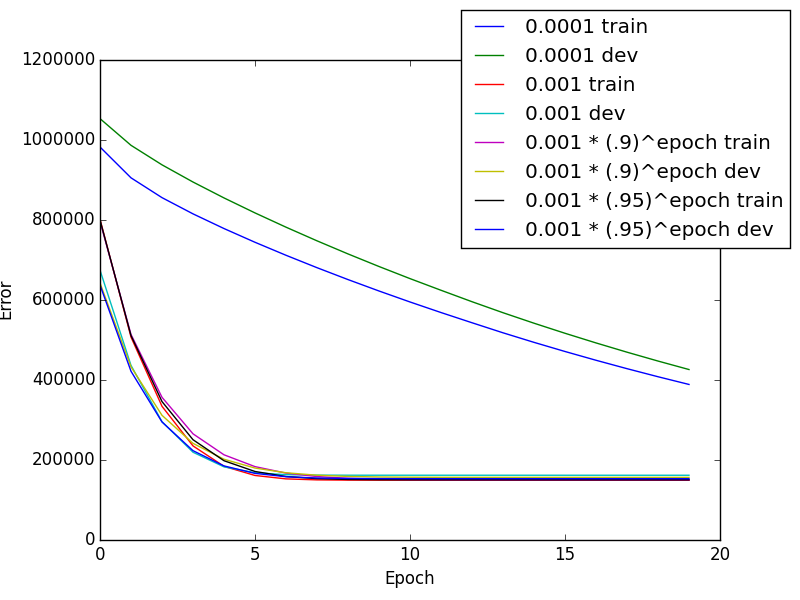 0.0001 train
0.0001 dev
0.001 train
0.001 dev
0.001 * (.9)^epoch train
0.001 * (.9)^epoch dev
0.001 * (.95)^epoch train
0.001 * (.95)^epoch dev
1200000
1000000
800000
600000
400000
200000
0
Error
0 5 10 15 20
Epoch